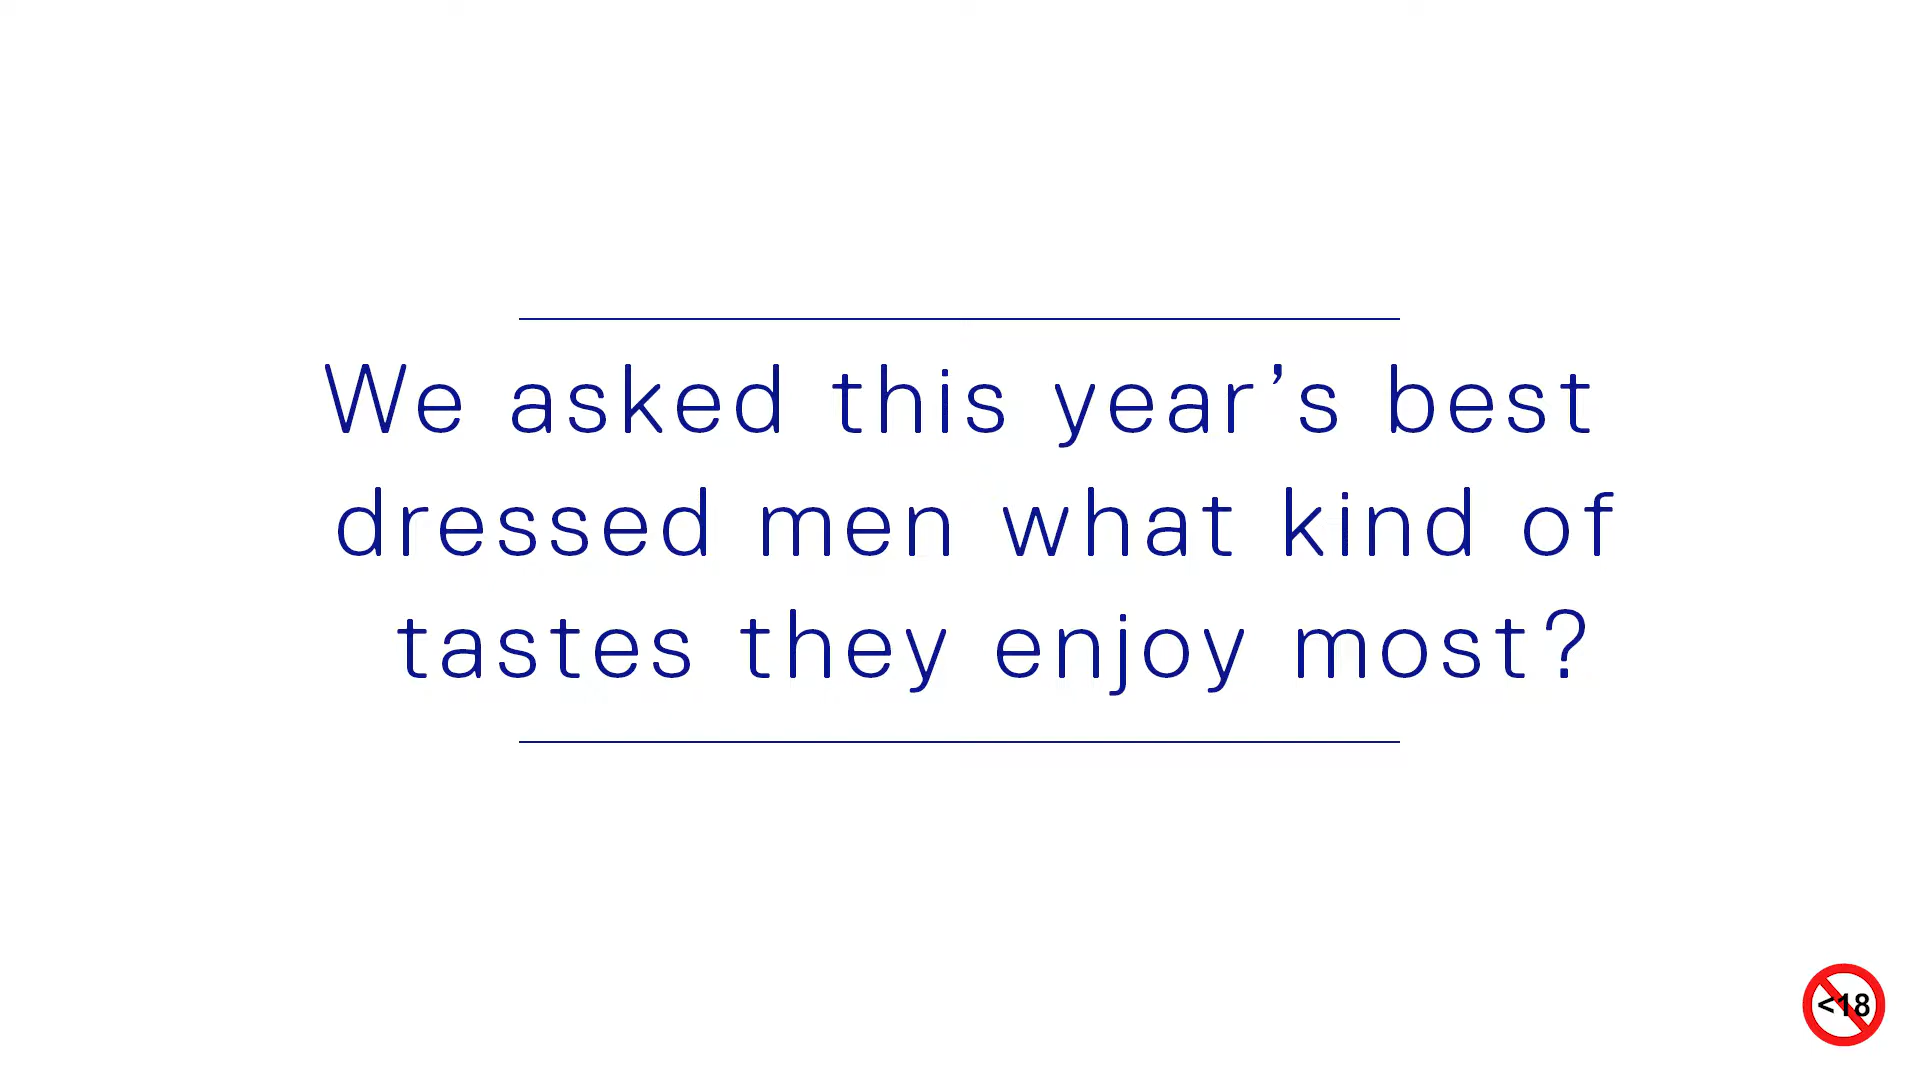 We asked this year’s best
dressed men what kind of
tastes they enjoy most?
<18